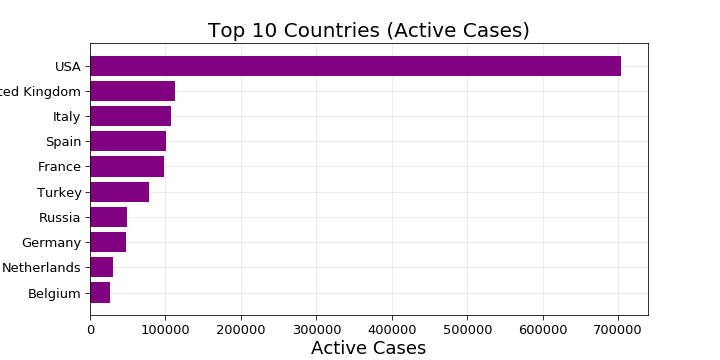 Top 10 Countries (Active Cases)
USA
ted Kingdom
Italy
Spain
France
Turkey
Russia
Germany
Netherlands
Belgium
0 100000 200000 300000 400000 500000 600000 700000
Active Cases